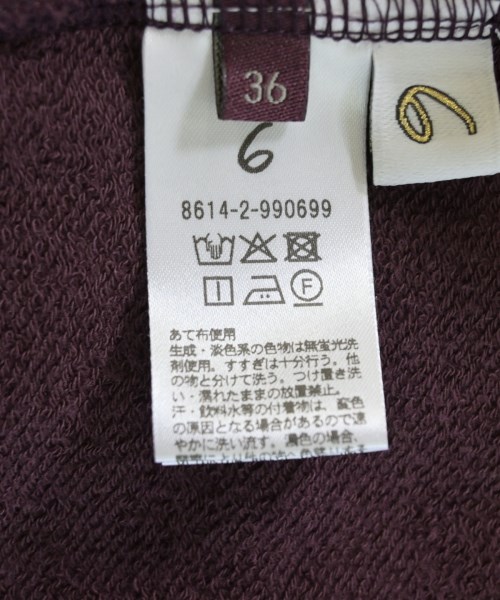 36
6
6
8614-2-990699
F
あて布使用
生成・淡色系の色物は無蛍光洗
剤使用。すすぎは十分行う。他
の物と分けて洗う。つけ置き洗
い・濡れたままの放置禁止。
汗・飲料水等の付着物は、変色
の原因となる場合があるので速
やかに洗い流す。濃色の場合、